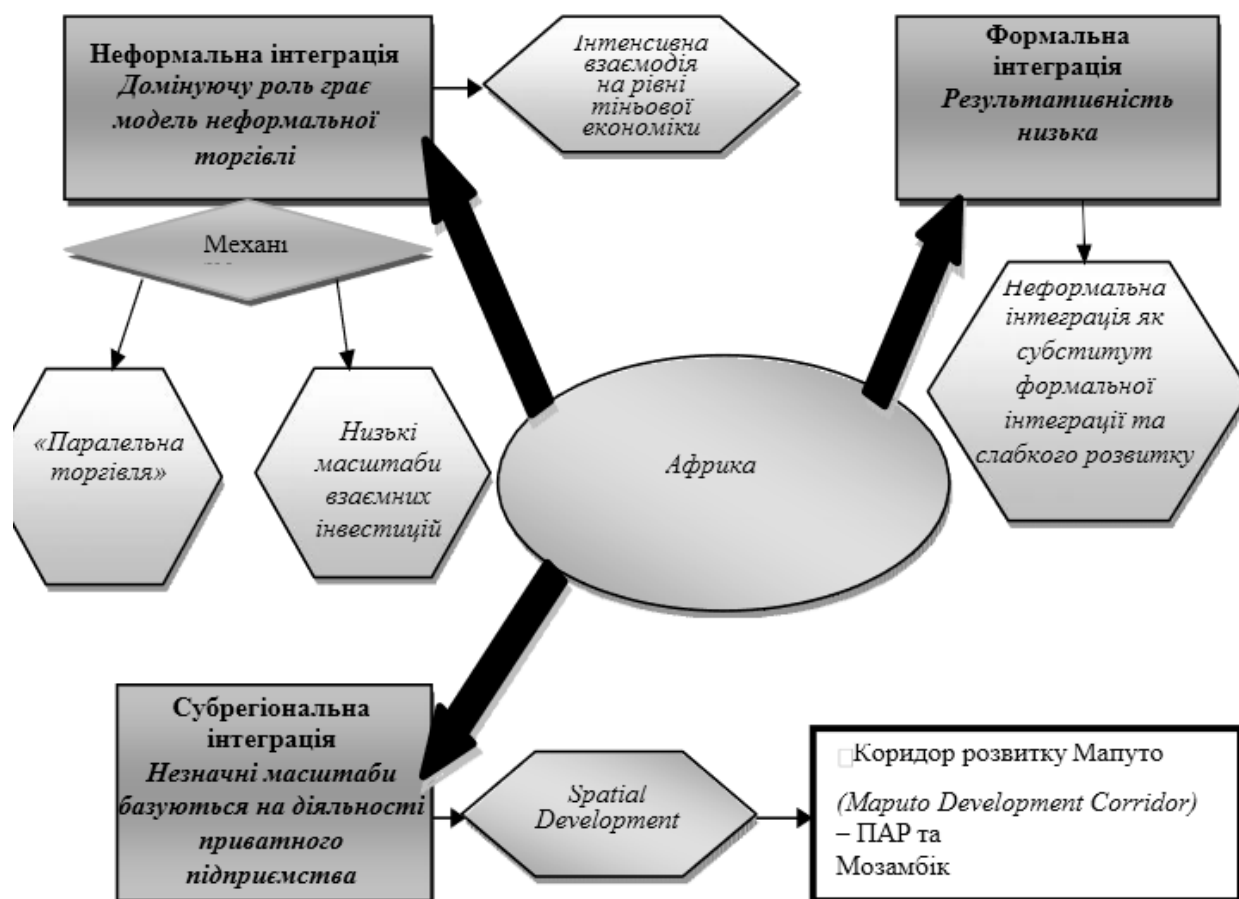 Неформальна інтеграція
Домінуючу роль грає
модель неформальної
торгівлі
Інтенсивна
взаємодія
на рівні
тіньової
економіки
Формальна
інтеграція
Результативність
низька
Неформальна
інтеграція як
субститут
формальної
інтеграції та
слабкого розвитку
«Паралельна
торгівля»
Низькі
масштаби
взаємних
інвестицій
Африка
Субрегіональна
інтеграція
Незначні масштаби
базуються на діяльності
приватного
підприємства
Spatial
Development
Коридор розвитку Мапуто
(Maputo Development Corridor)
– ПАР та
Мозамбік